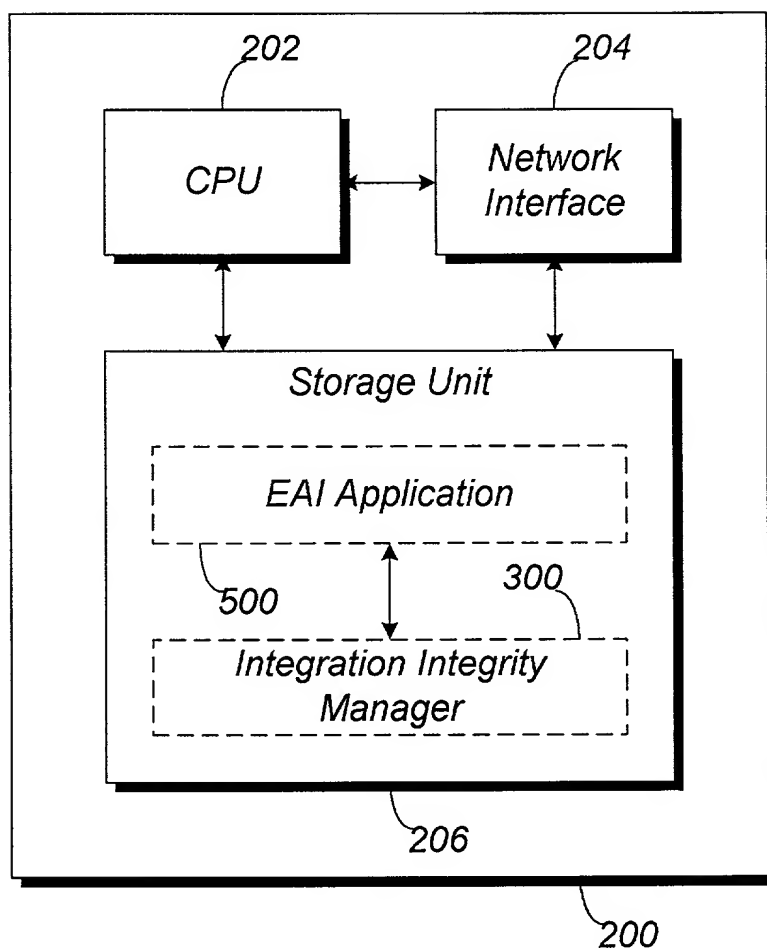 202
204
CPU
Network
Interface
Storage Unit
EAI Application
500
300
Integration Integrity
Manager
206
200